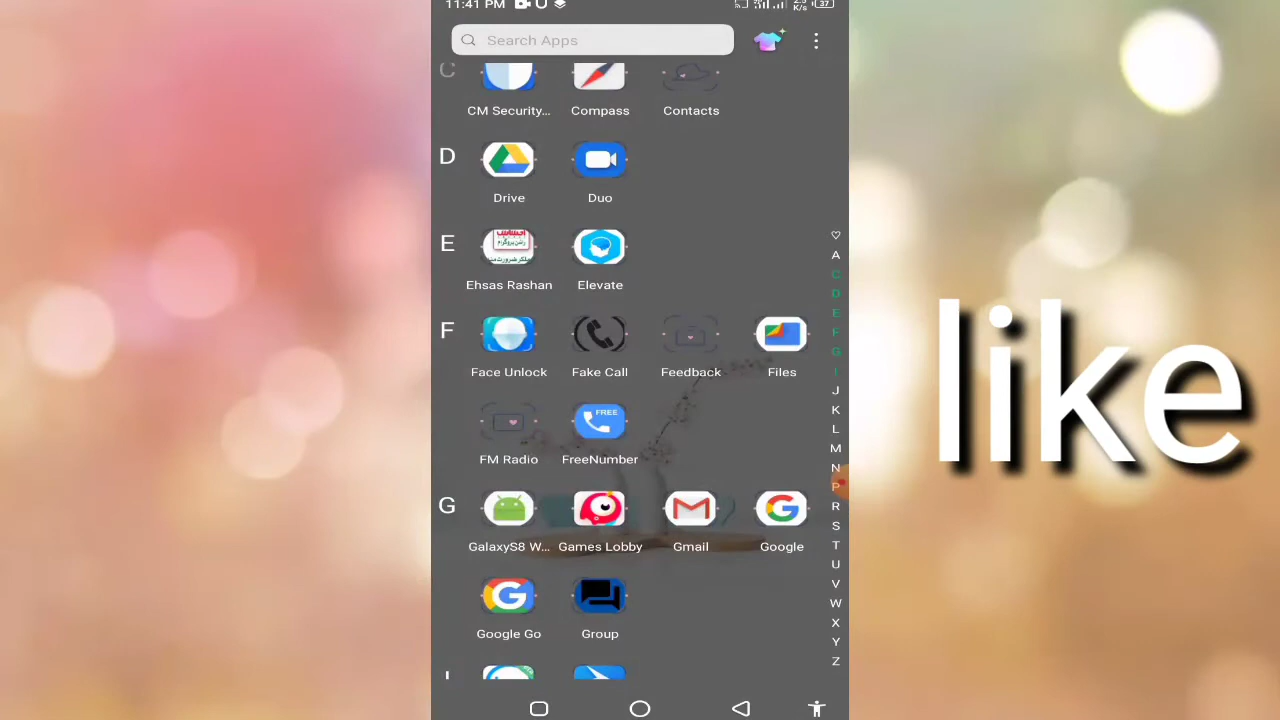 11:41 PM
K/s
37
Search Apps
C
CM Security...
Compass
Contacts
D
Drive
Duo
E
Ehsas Rashan
Elevate
F
Face Unlock
Fake Call
Feedback
Files
FREE
FM Radio
FreeNumber
G
GalaxyS8 W...
Games Lobby
Gmail
Google
Google Go
Group
I
A
C
D
E
F
G
I
J
K
L
M
N
P
R
S
T
U
V
W
X
Y
Z
like